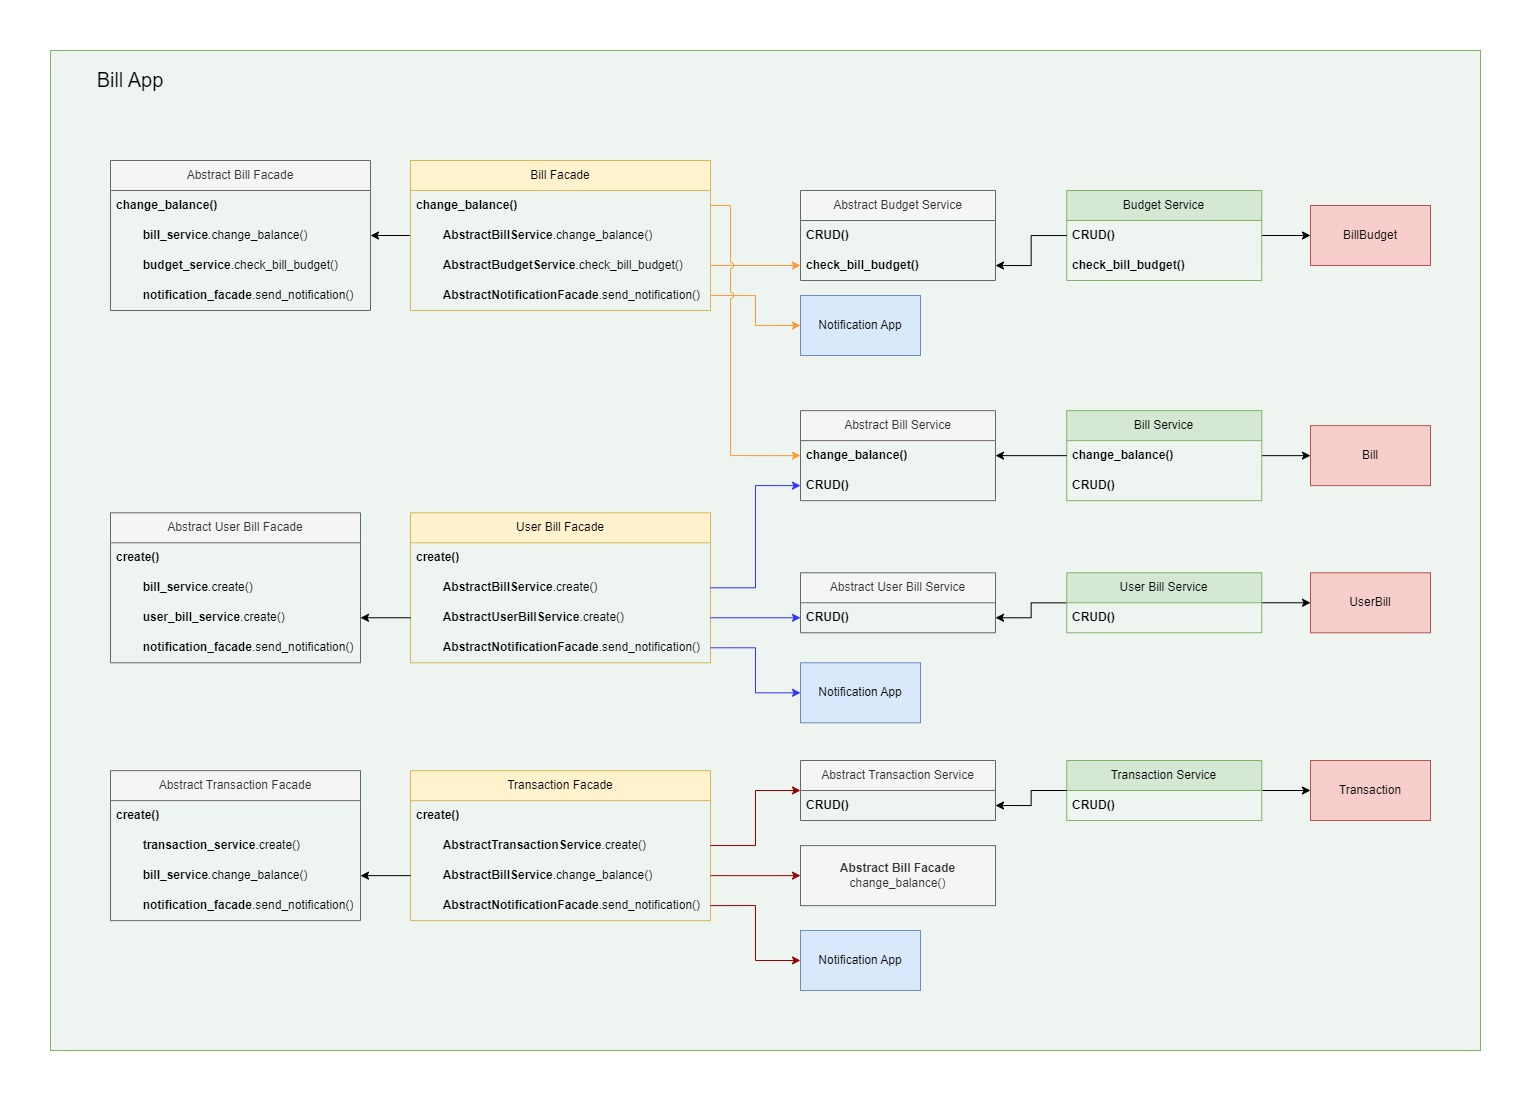 Bill App
Abstract Bill Facade
change_balance()
bill_service.change_balance()
budget_service.check_bill_budget()
notification_facade.send_notification()
Bill Facade
change_balance()
AbstractBillService.change_balance()
AbstractBudgetService.check_bill_budget()
AbstractNotificationFacade.send_notification()
Abstract Budget Service
CRUD()
check_bill_budget()
Budget Service
CRUD()
check_bill_budget()
BillBudget
Notification App
Abstract Bill Service
change_balance()
CRUD()
Bill Service
change_balance()
CRUD()
Bill
Abstract User Bill Facade
create()
bill_service.create()
user_bill_service.create()
notification_facade.send_notification()
User Bill Facade
create()
AbstractBillService.create()
AbstractUserBillService.create()
AbstractNotificationFacade.send_notification()
Abstract User Bill Service
CRUD()
User Bill Service
CRUD()
UserBill
Notification App
Abstract Transaction Facade
create()
transaction_service.create()
bill_service.change_balance()
notification_facade.send_notification()
Transaction Facade
create()
AbstractTransactionService.create()
AbstractBillService.change_balance()
AbstractNotificationFacade.send_notification()
Abstract Transaction Service
CRUD()
Transaction Service
CRUD()
Transaction
Abstract Bill Facade
change_balance()
Notification App